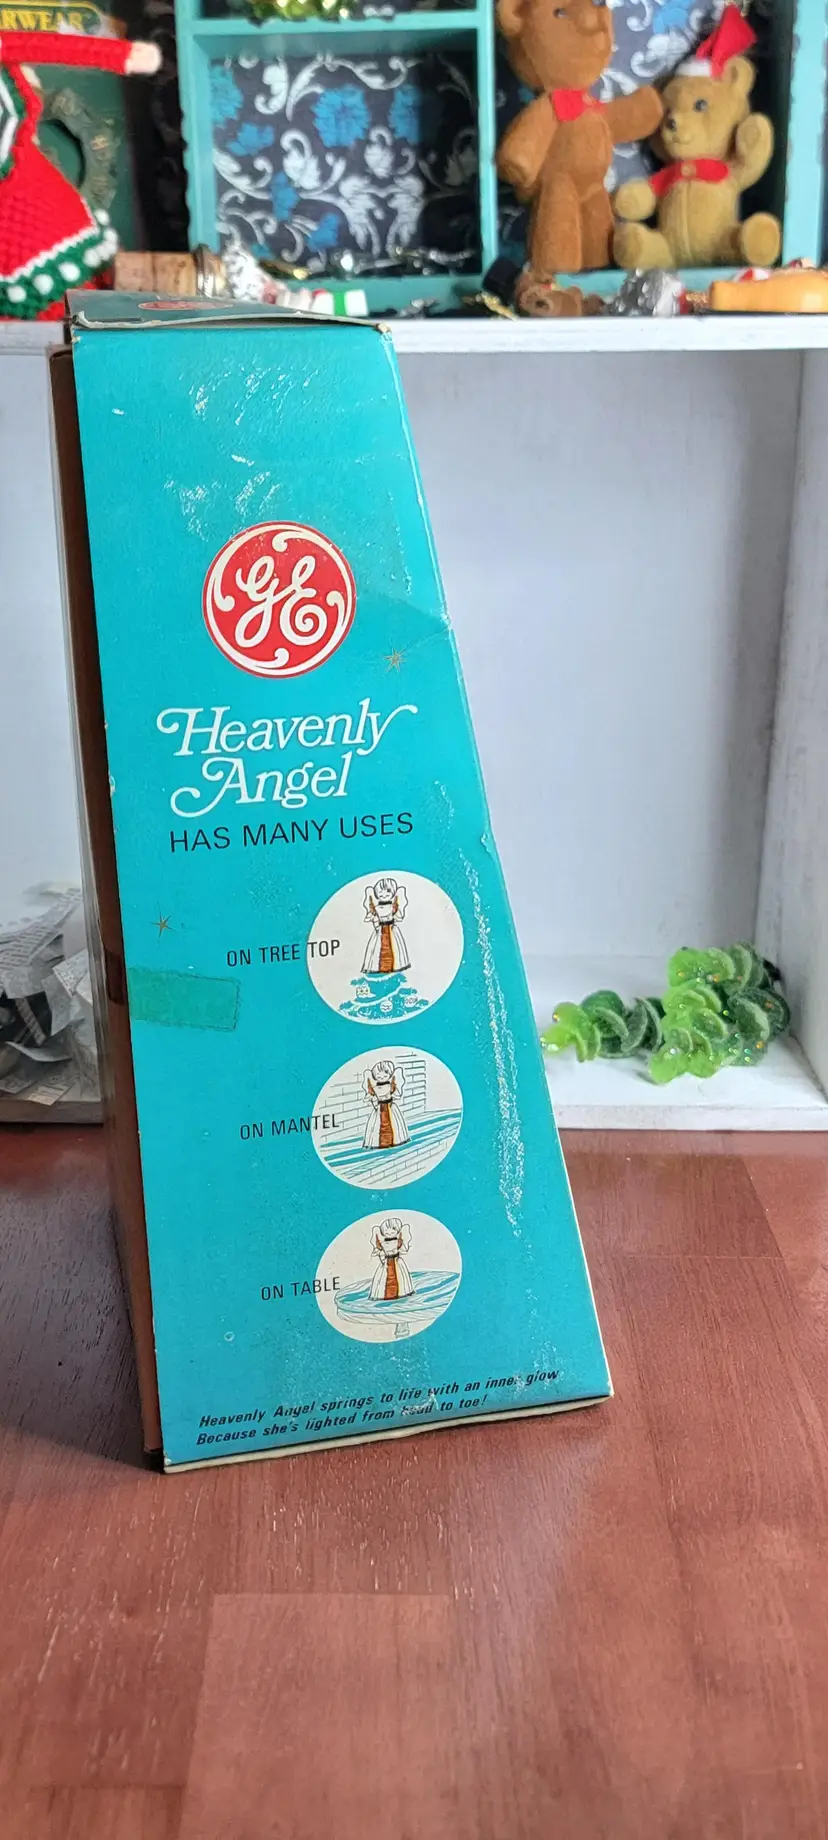 GE
Heavenly
Angel
HAS MANY USES
ON TREE TOP
ON MANTEL
ON TABLE
Heavenly Angel springs to life with an inner glow
Because she's lighted from head to toe!